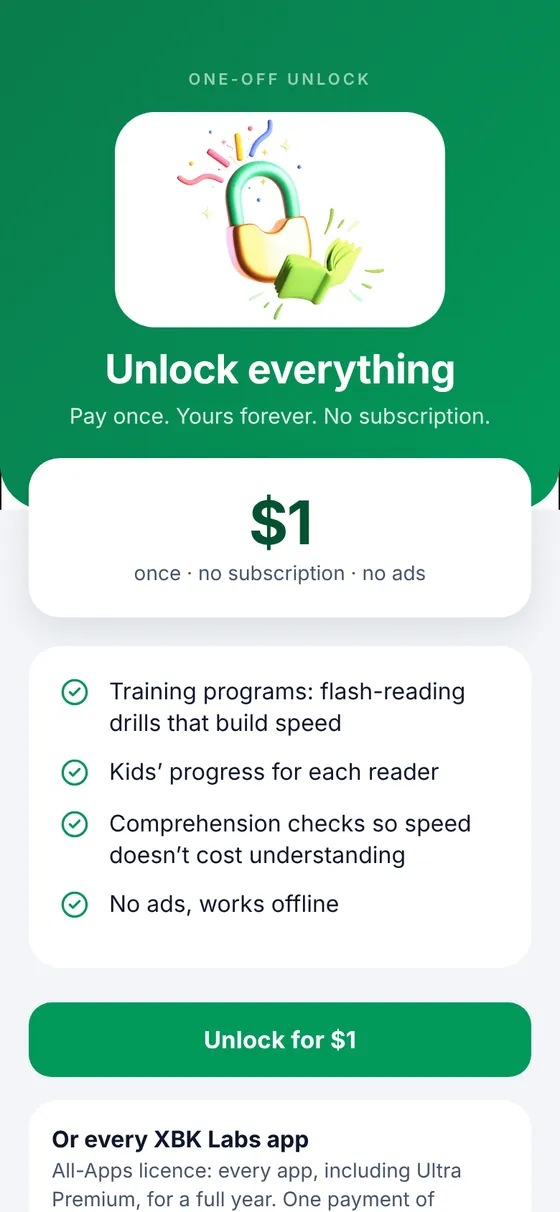 ONE-OFF UNLOCK
Unlock everything
Pay once. Yours forever. No subscription.
$1
once · no subscription · no ads
Training programs: flash-reading
drills that build speed
Kids’ progress for each reader
Comprehension checks so speed
doesn’t cost understanding
No ads, works offline
Unlock for $1
Or every XBK Labs app
All-Apps licence: every app, including Ultra
Premium, for a full year. One payment of